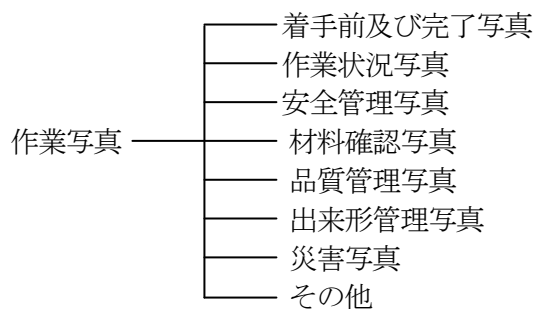 着手前及び完了写真
作業状況写真
安全管理写真
作業写真
材料確認写真
品質管理写真
出来形管理写真
災害写真
その他